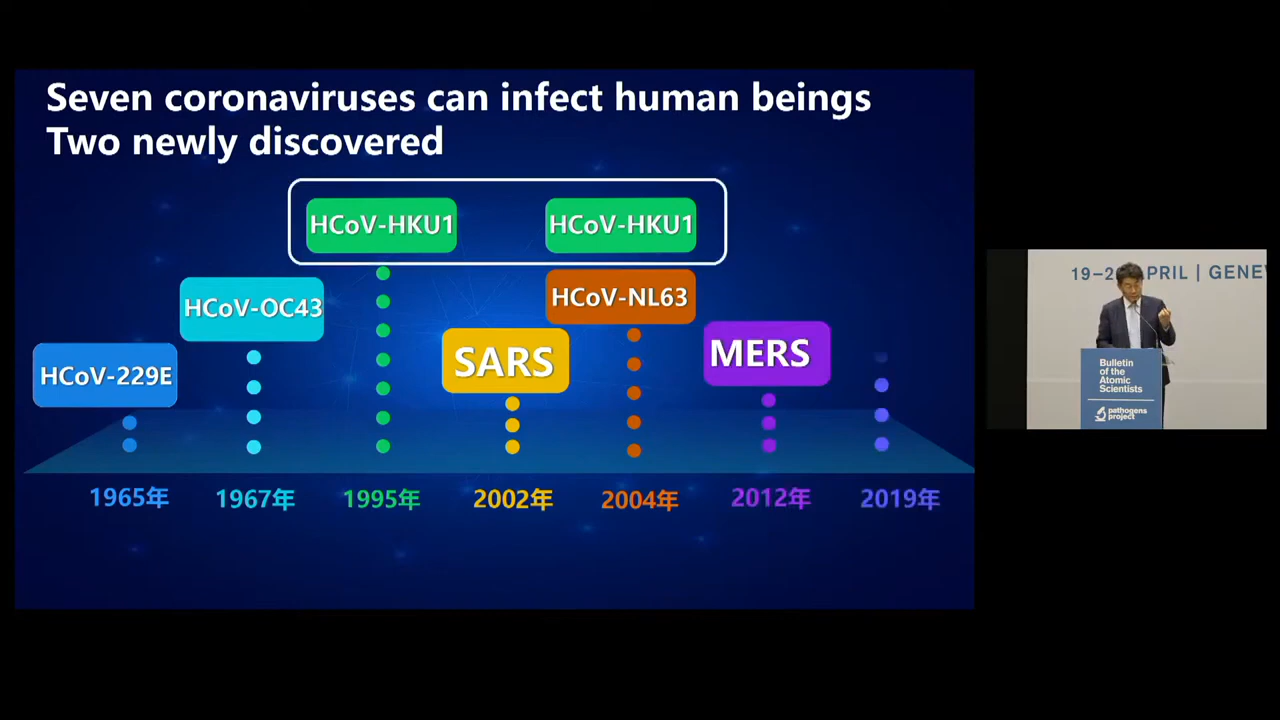 Seven coronaviruses can infect human beings
Two newly discovered
HCoV-HKU1
HCoV-HKU1
HCoV-OC43
HCoV-NL63
HCoV-229E
SARS
MERS
1965年
1967年
1995年
2002年
2004年
2012年
2019年
APRIL | GENEV
Bulletin
of the
Atomic
Scientists
pathogens
project